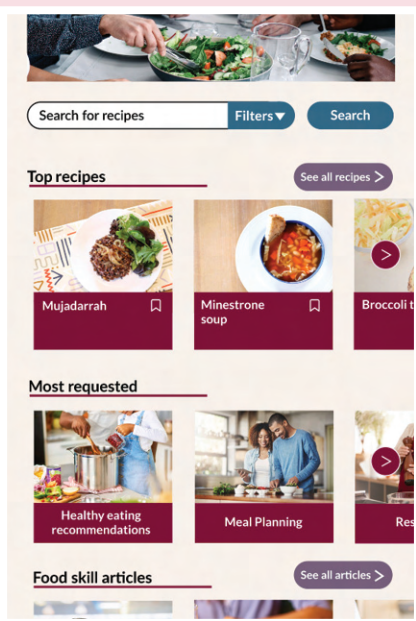 Search for recipes Filters▼ Search
Top recipes See all recipes >
Mujadarrah
Minestrone
soup
Broccoli
Most requested
Healthy eating
recommendations
Meal Planning
Food skill articles See all articles >